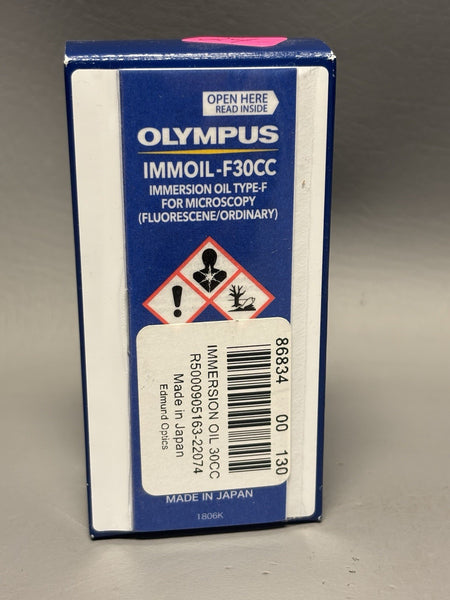 OPEN HERE
READ INSIDE
OLYMPUS
IMMOIL-F30CC
IMMERSION OIL TYPE-F
FOR MICROSCOPY
(FLUORESCENE/ORDINARY)
86834 00 130
IMMERSION OIL 30CC
R5000905163-22074
Made in Japan
Edmund Optics
MADE IN JAPAN
1806K